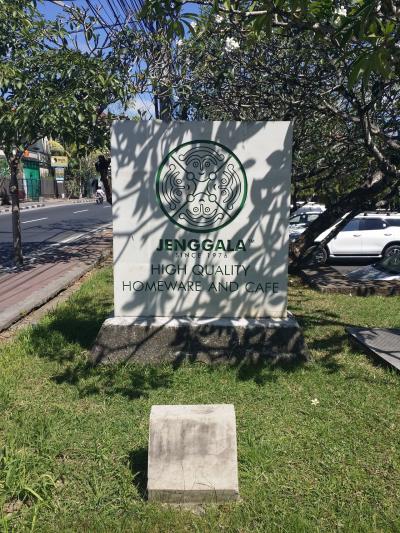 JENGGALA
SINCE 1976
HIGH QUALITY
HOMEWARE AND CAFE